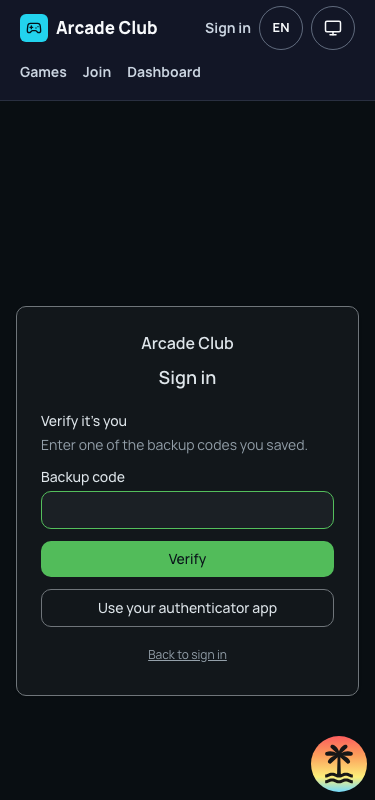 Arcade Club
Sign in
EN
Games
Join
Dashboard
Arcade Club
Sign in
Verify it's you
Enter one of the backup codes you saved.
Backup code
Verify
Use your authenticator app
Back to sign in